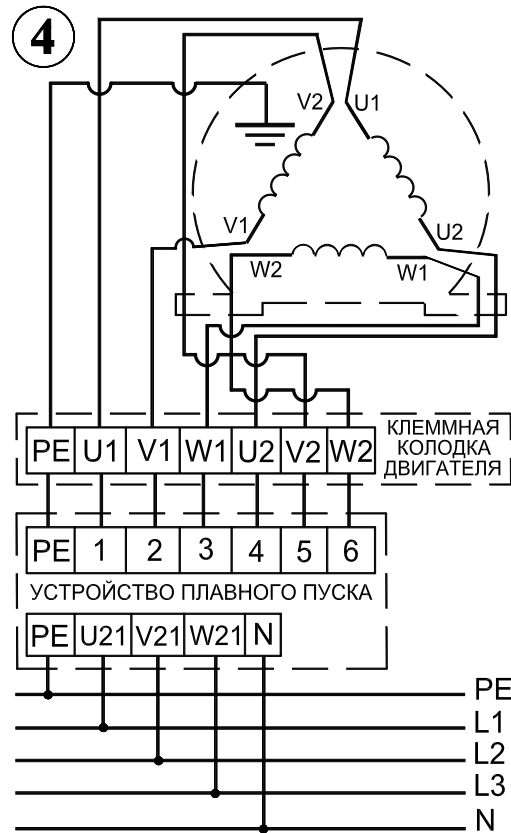 4
V2 U1
V1
U2
W2
W1
PE U1 V1 W1 U2 V2 W2
КЛЕММНАЯ
КОЛОДКА
ДВИГАТЕЛЯ
PE 1 2 3 4 5 6
УСТРОЙСТВО ПЛАВНОГО ПУСКА
PE U21 V21 W21 N
PE
L1
L2
L3
N